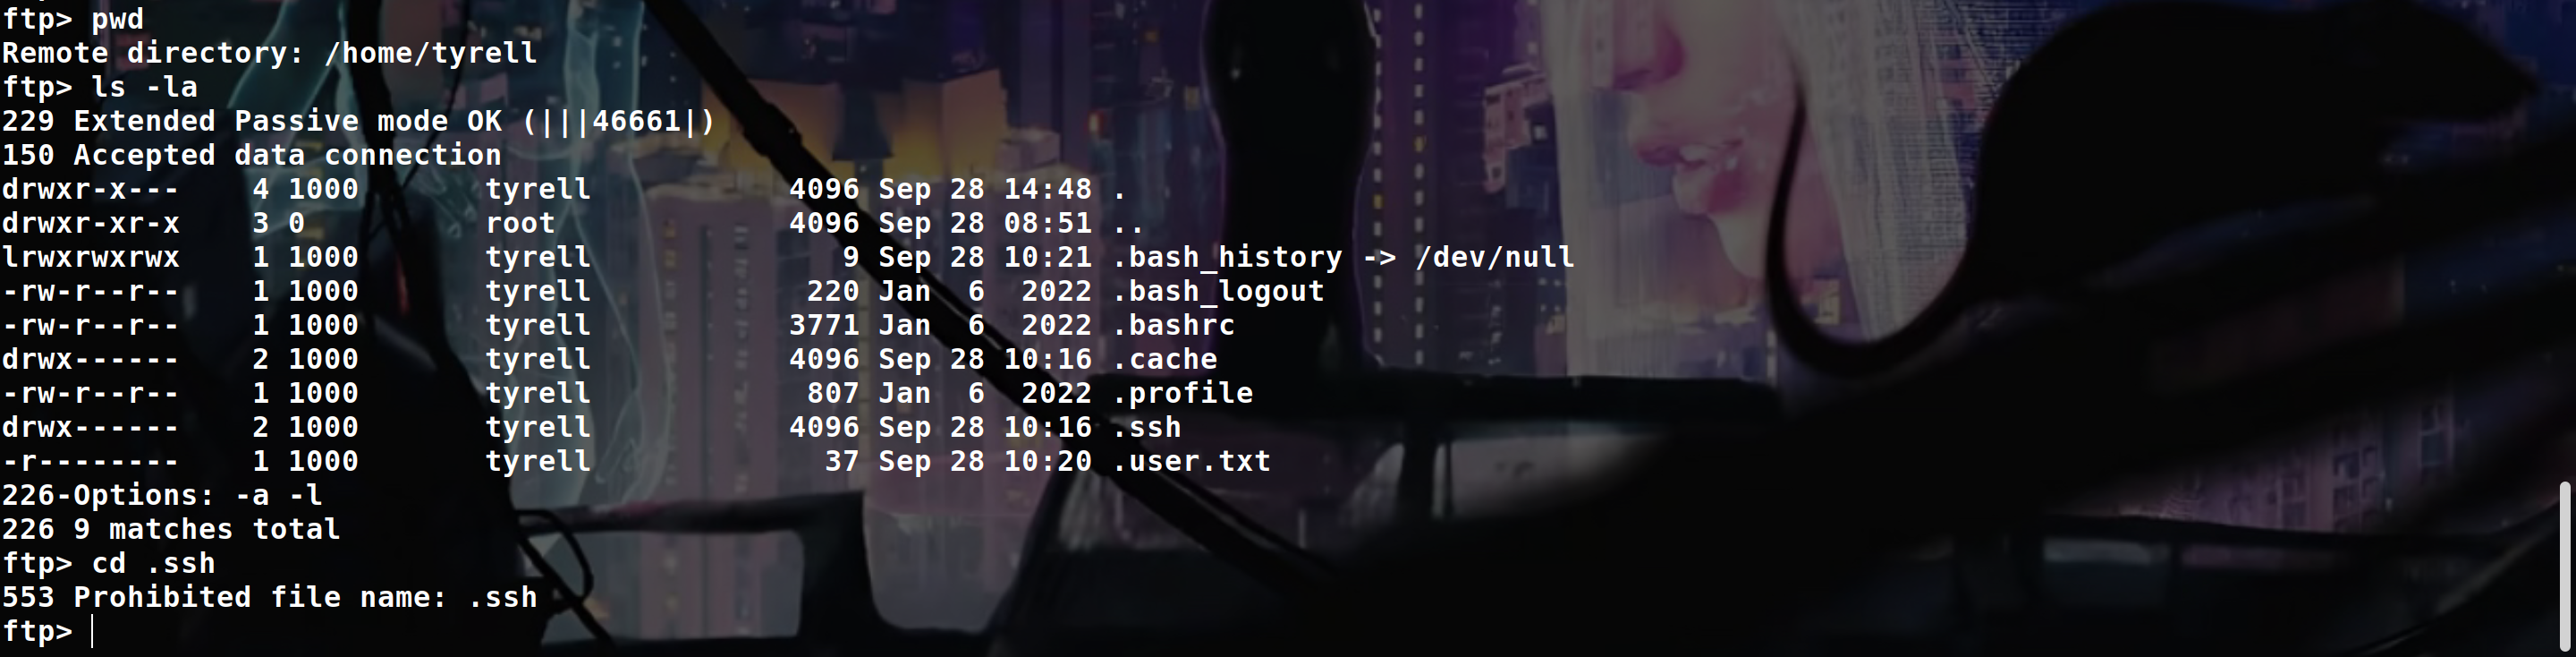 ftp> pwd
Remote directory: /home/tyrell
ftp> ls -la
229 Extended Passive mode OK (|||46661|)
150 Accepted data connection
drwxr-x---    4 1000       tyrell           4096 Sep 28 14:48 .
drwxr-xr-x    3 0          root             4096 Sep 28 08:51 ..
lrwxrwxrwx    1 1000       tyrell              9 Sep 28 10:21 .bash_history -> /dev/null
-rw-r--r--    1 1000       tyrell            220 Jan  6  2022 .bash_logout
-rw-r--r--    1 1000       tyrell           3771 Jan  6  2022 .bashrc
drwx------    2 1000       tyrell           4096 Sep 28 10:16 .cache
-rw-r--r--    1 1000       tyrell            807 Jan  6  2022 .profile
drwx------    2 1000       tyrell           4096 Sep 28 10:16 .ssh
-r--------    1 1000       tyrell             37 Sep 28 10:20 .user.txt
226-Options: -a -l
226 9 matches total
ftp> cd .ssh
553 Prohibited file name: .ssh
ftp>